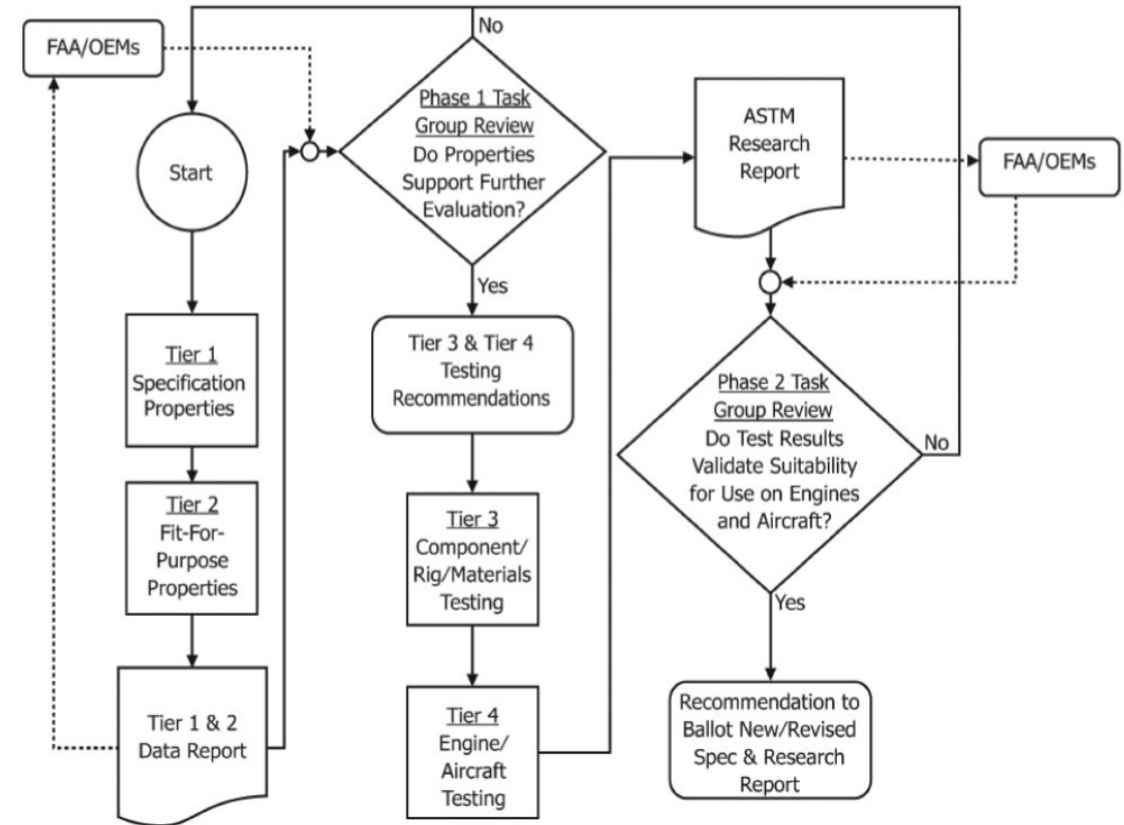 FAA/OEMs
Start
Tier 1
Specification
Properties
Tier 2
Fit-For-
Purpose
Properties
Tier 1 & 2
Data Report
No
Phase 1 Task
Group Review
Do Properties
Support Further
Evaluation?
Yes
Tier 3 & Tier 4
Testing
Recommendations
Tier 3
Component/
Rig/Materials
Testing
Tier 4
Engine/
Aircraft
Testing
ASTM
Research
Report
FAA/OEMs
Phase 2 Task
Group Review
Do Test Results
Validate Suitability
for Use on Engines
and Aircraft?
No
Yes
Recommendation to
Ballot New/Revised
Spec & Research
Report